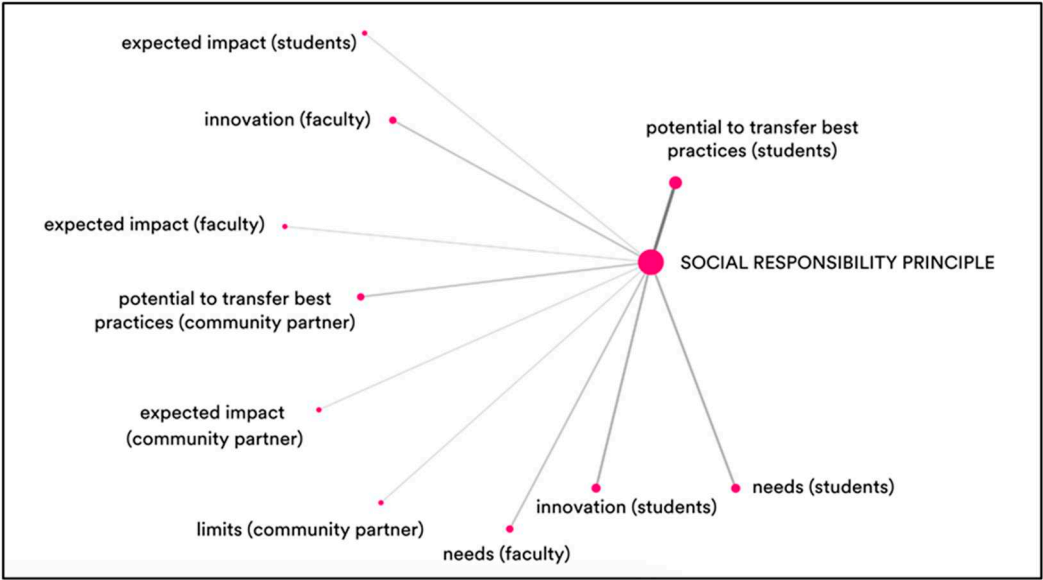 expected impact (students)
innovation (faculty)
potential to transfer best
practices (students)
expected impact (faculty)
SOCIAL RESPONSIBILITY PRINCIPLE
potential to transfer best
practices (community partner)
expected impact
(community partner)
needs (students)
innovation (students)
limits (community partner)
needs (faculty)